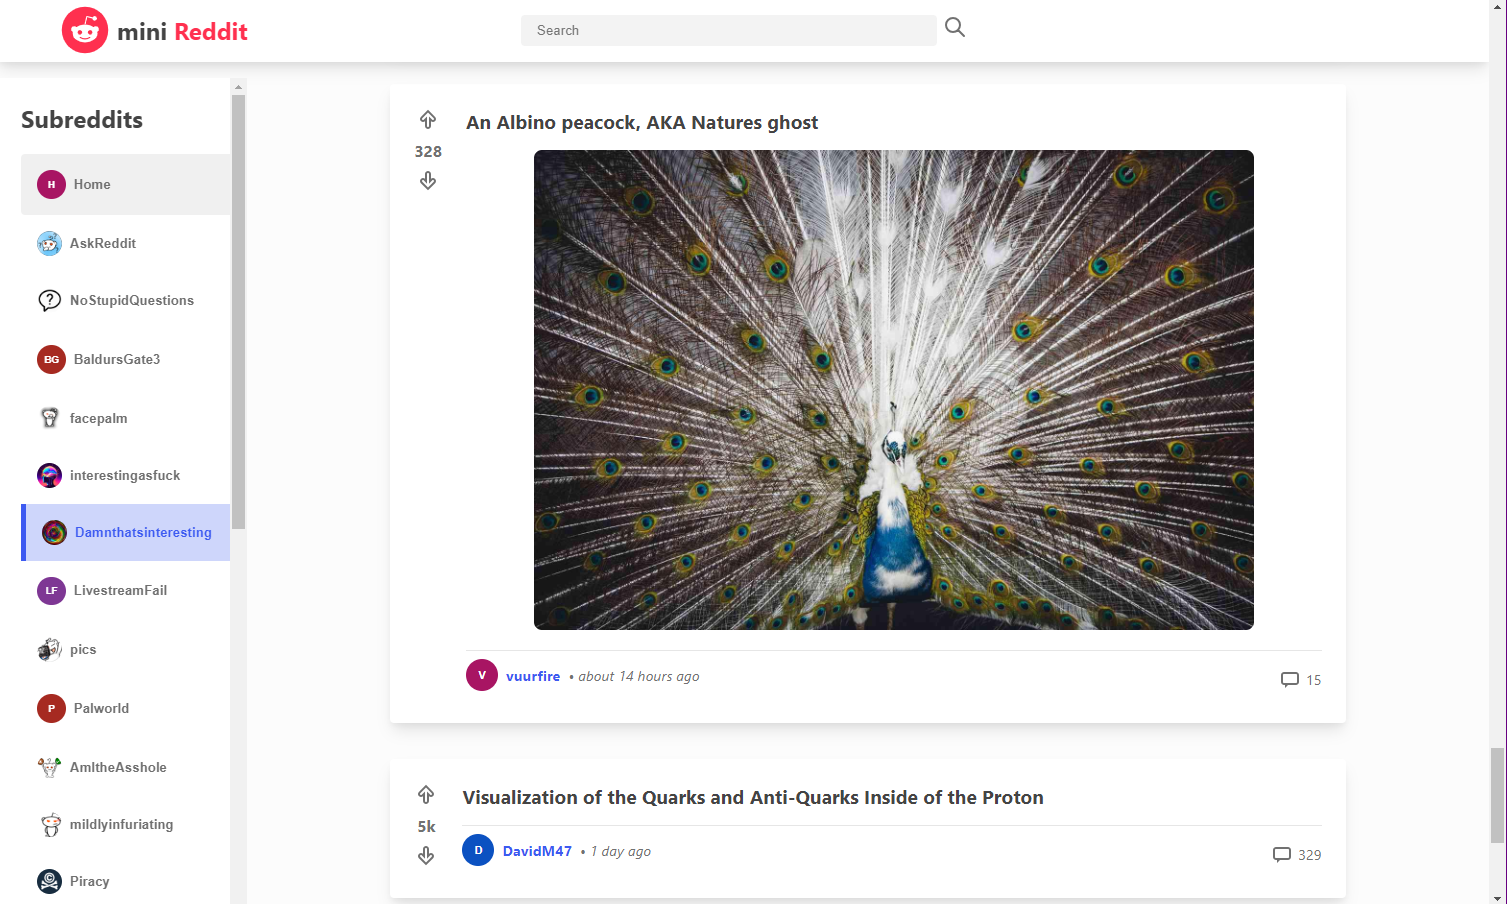 mini Reddit
Search
Subreddits
H Home
AskReddit
NoStupidQuestions
BG BaldursGate3
facepalm
interestingasfuck
Damnthatsinteresting
LF LivestreamFail
pics
P Palworld
AmItheAsshole
mildlyinfuriating
Piracy
An Albino peacock, AKA Natures ghost
328
V vuurfire • about 14 hours ago
15
Visualization of the Quarks and Anti-Quarks Inside of the Proton
5k
D DavidM47 • 1 day ago
329